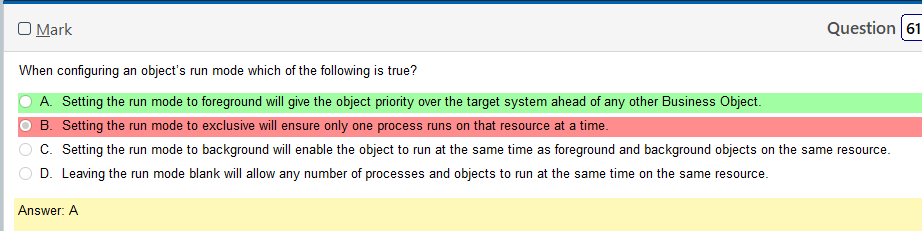 Mark
Question 61
When configuring an object's run mode which of the following is true?
A. Setting the run mode to foreground will give the object priority over the target system ahead of any other Business Object.
B. Setting the run mode to exclusive will ensure only one process runs on that resource at a time.
C. Setting the run mode to background will enable the object to run at the same time as foreground and background objects on the same resource.
D. Leaving the run mode blank will allow any number of processes and objects to run at the same time on the same resource.
Answer: A